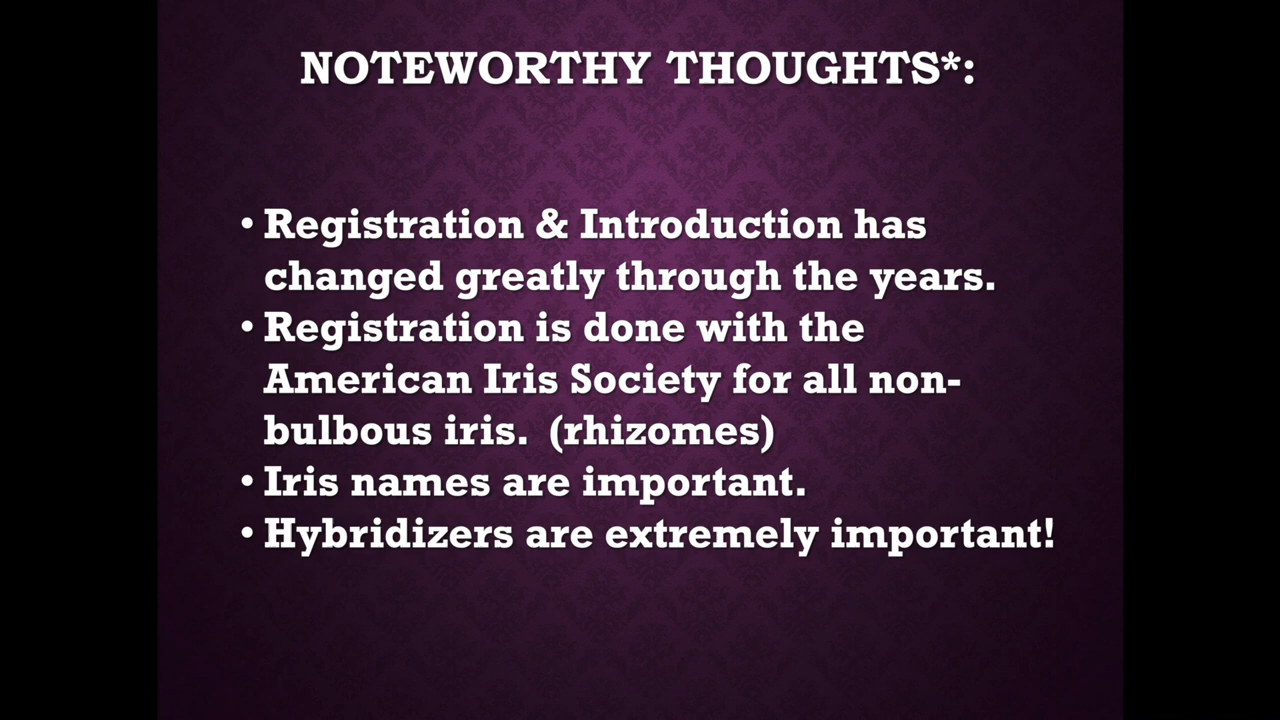 NOTEWORTHY THOUGHTS*:
• Registration & Introduction has
changed greatly through the years.
• Registration is done with the
American Iris Society for all non-
bulbous iris.  (rhizomes)
• Iris names are important.
• Hybridizers are extremely important!